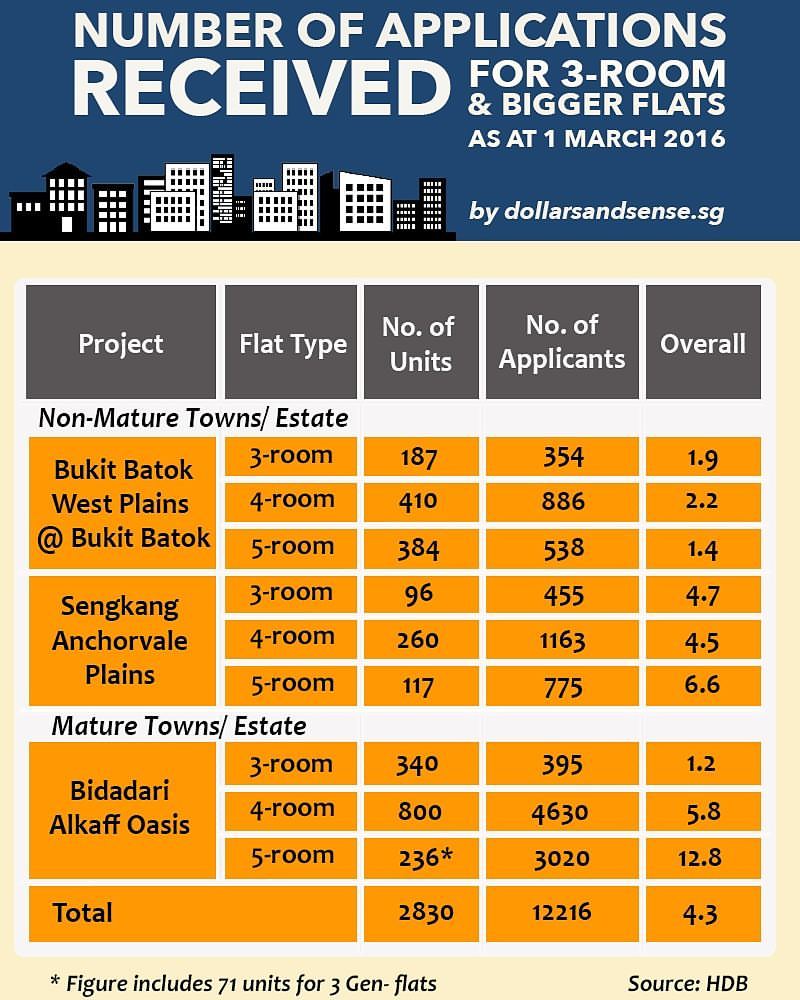 NUMBER OF APPLICATIONS
RECEIVED FOR 3-ROOM
& BIGGER FLATS
AS AT 1 MARCH 2016
by dollarsandsense.sg
Project Flat Type No. of Units No. of Applicants Overall
Non-Mature Towns/ Estate
Bukit Batok West Plains @ Bukit Batok
3-room 187 354 1.9
4-room 410 886 2.2
5-room 384 538 1.4
Sengkang Anchorvale Plains
3-room 96 455 4.7
4-room 260 1163 4.5
5-room 117 775 6.6
Mature Towns/ Estate
Bidadari Alkaff Oasis
3-room 340 395 1.2
4-room 800 4630 5.8
5-room 236* 3020 12.8
Total 2830 12216 4.3
* Figure includes 71 units for 3 Gen- flats
Source: HDB